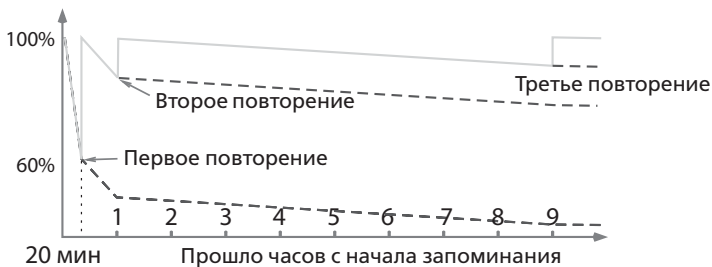 100%
Третье повторение
Второе повторение
60%
Первое повторение
1 2 3 4 5 6 7 8 9
20 мин
Прошло часов с начала запоминания